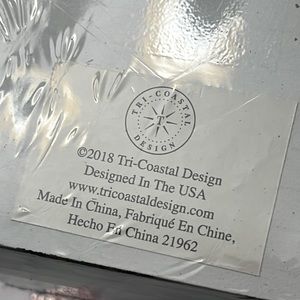 TRI-COASTAL
T
DESIGN
©2018 Tri-Coastal Design
Designed In The USA
www.tricoastaldesign.com
Made In China, Fabriqué En Chine,
Hecho En China 21962